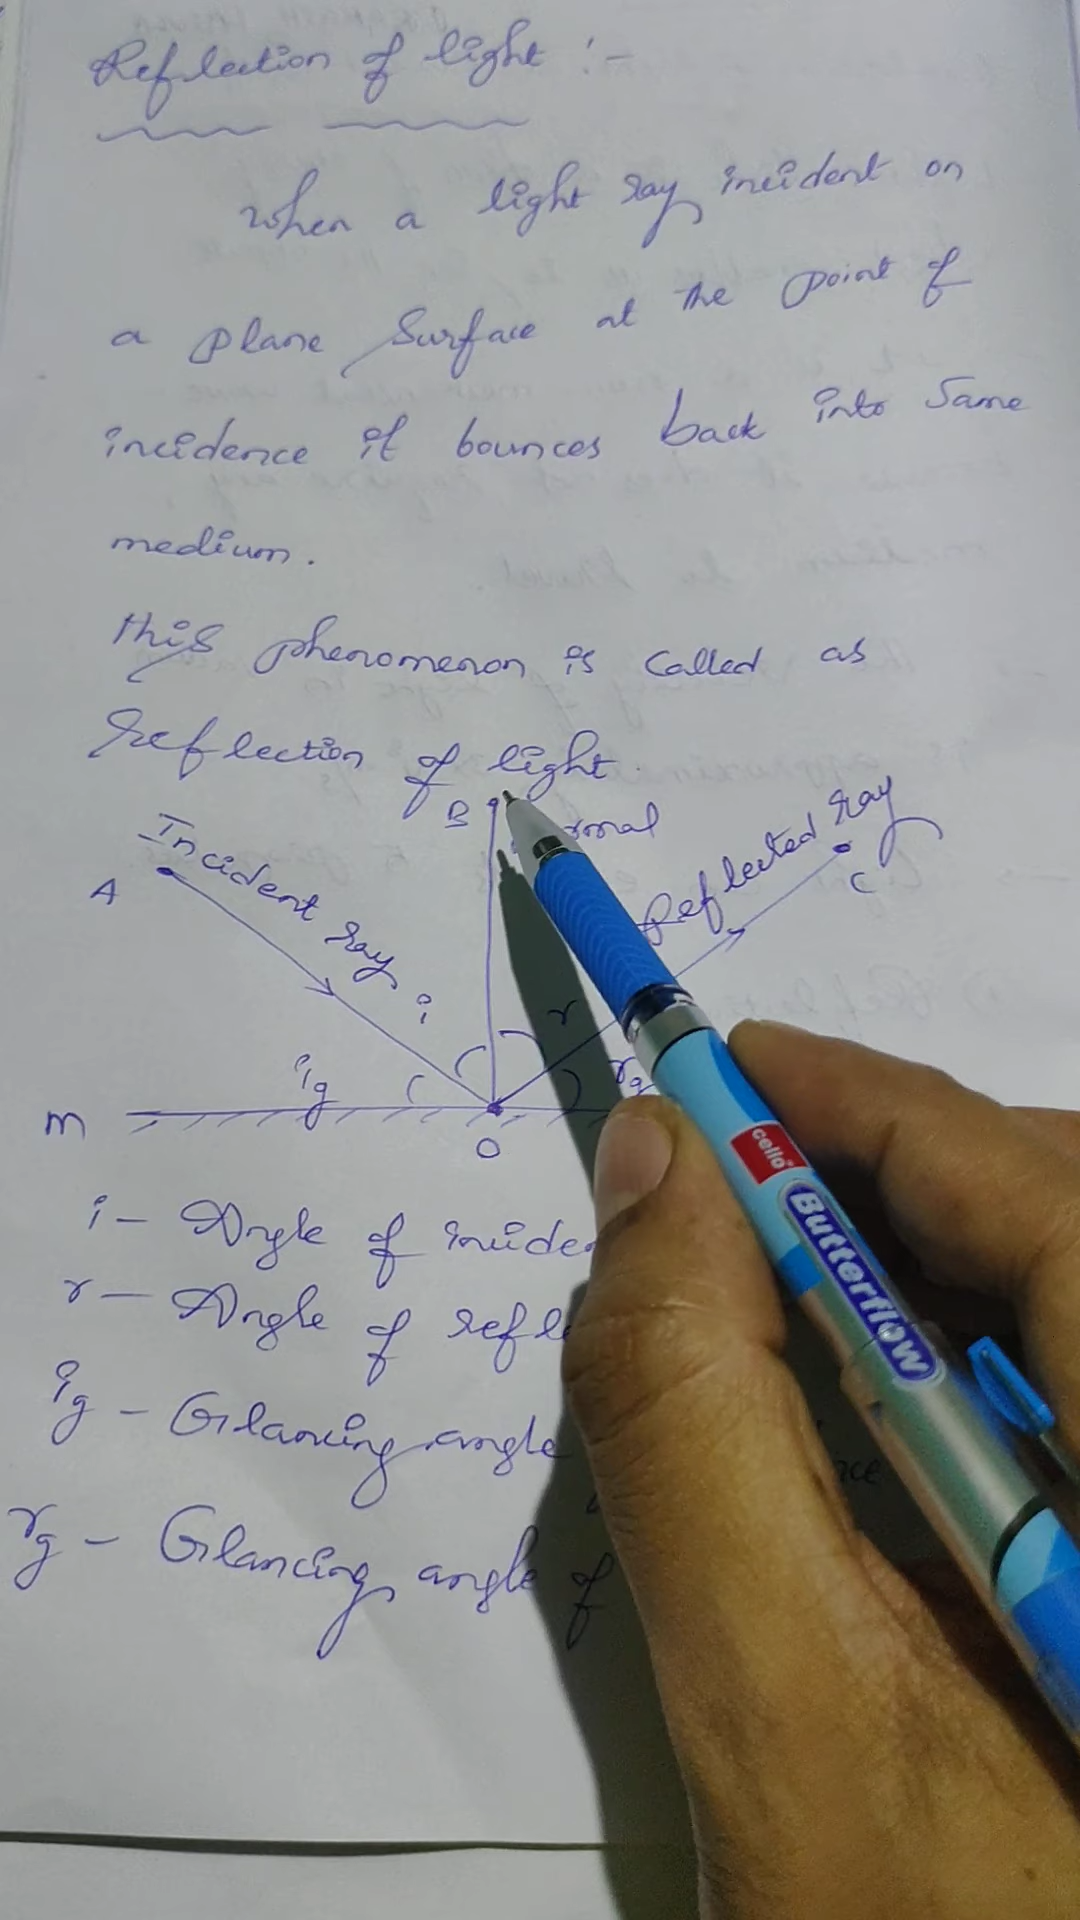 Reflection of light :-
when a light ray incident on
a plane surface at the point of
incidence it bounces back into same
medium.
This phenomenon is called as
Reflection of light.
B
Incident ray
Reflected ray
A
C
i
r
ig
rg
M
O
i - Angle of
r - Angle of
ig - Glancing angle
rg - Glancing angle of
cello
Butterflow